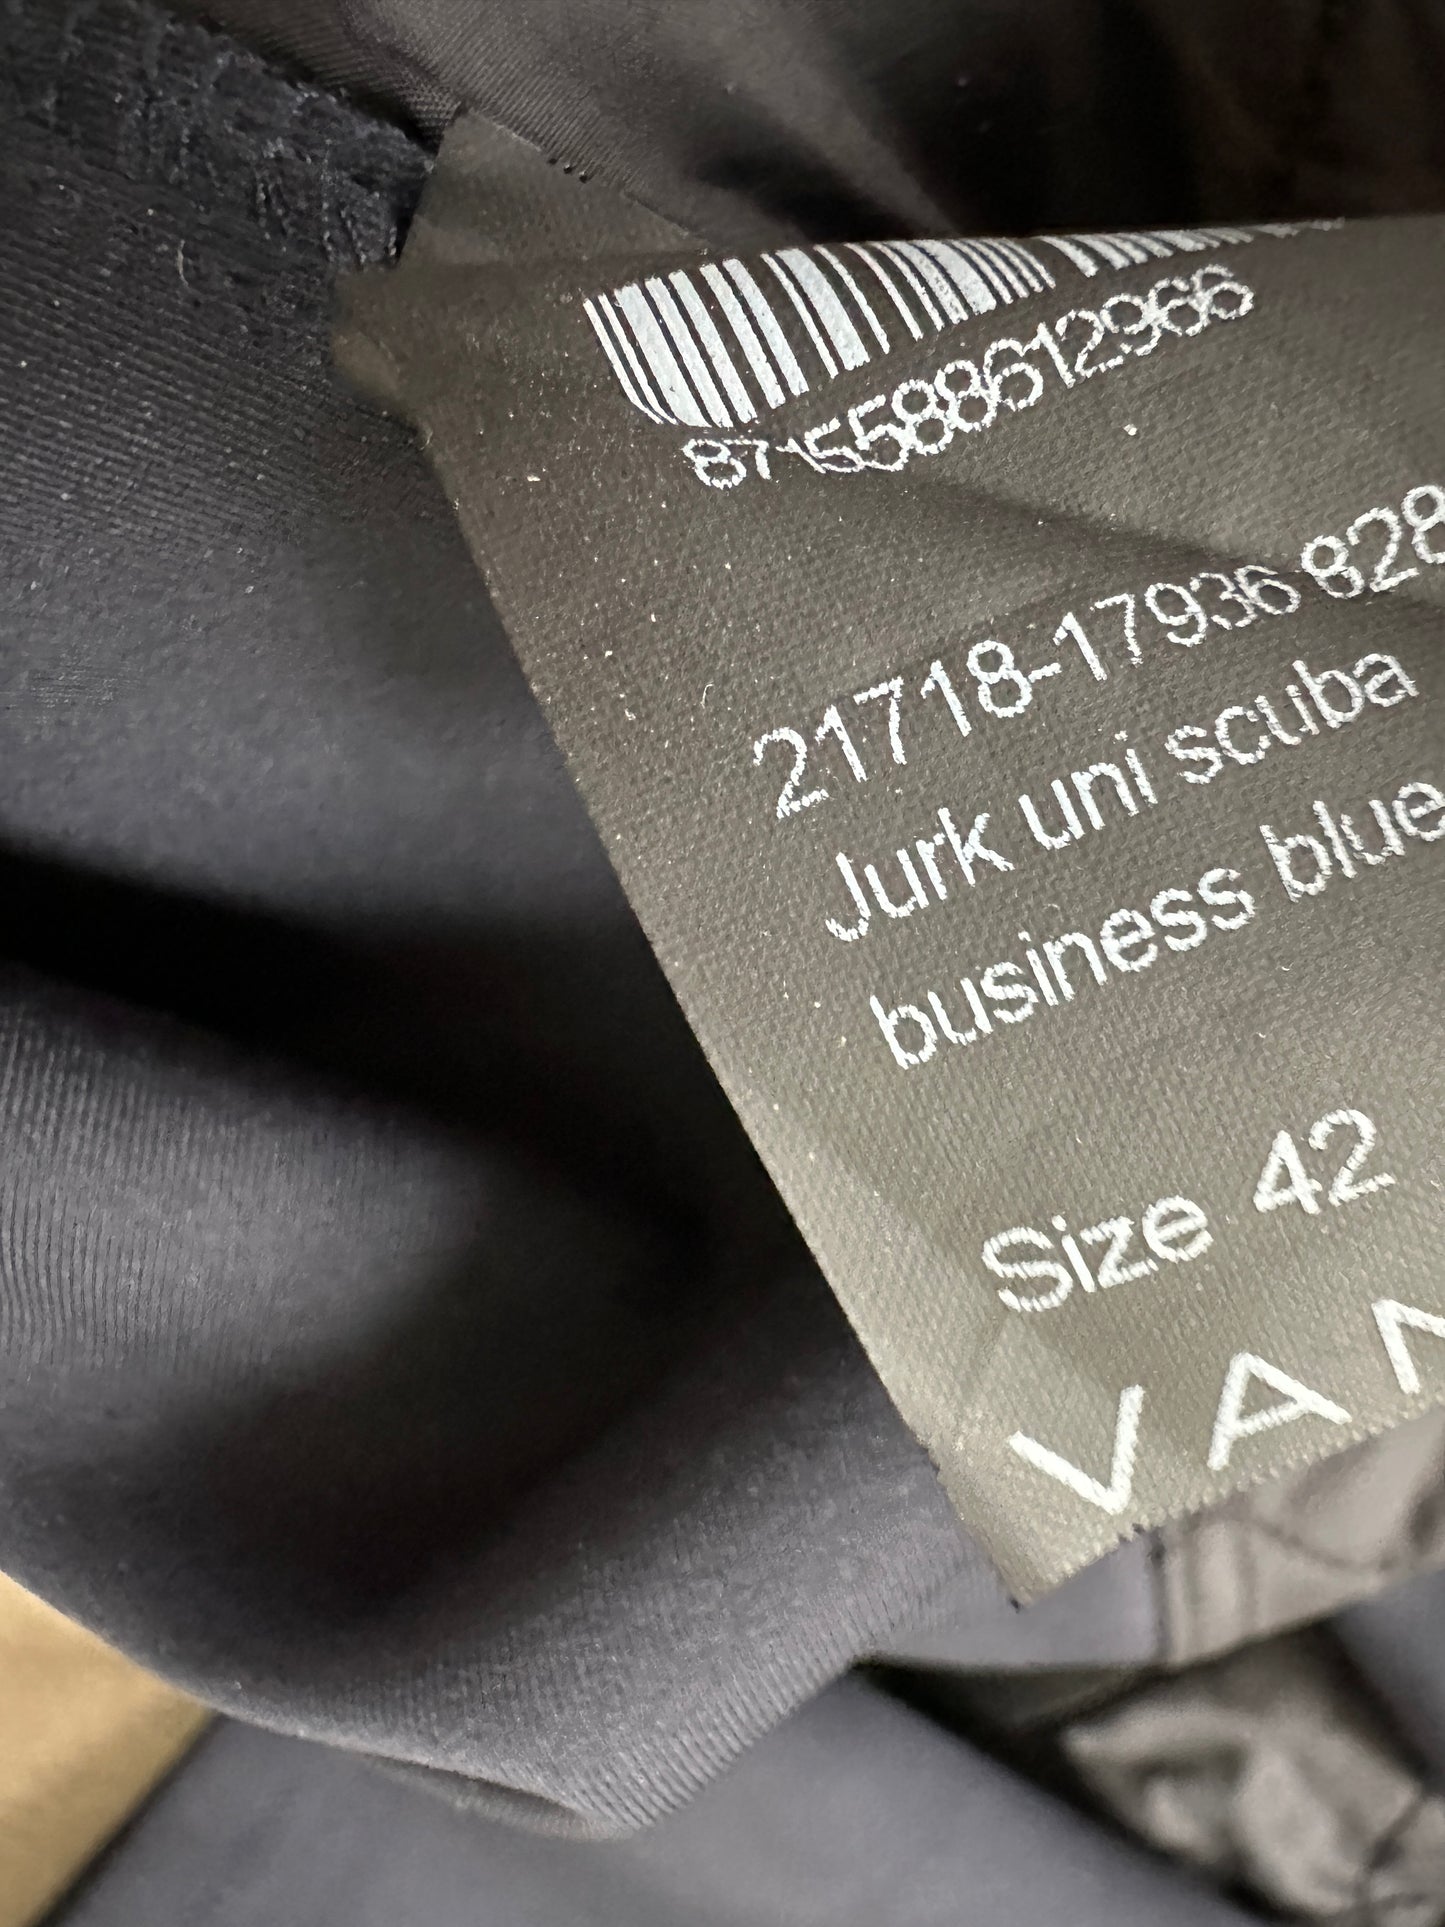 8715588612966
21718-17936 828
Jurk uni scuba
business blue
Size 42
VAN